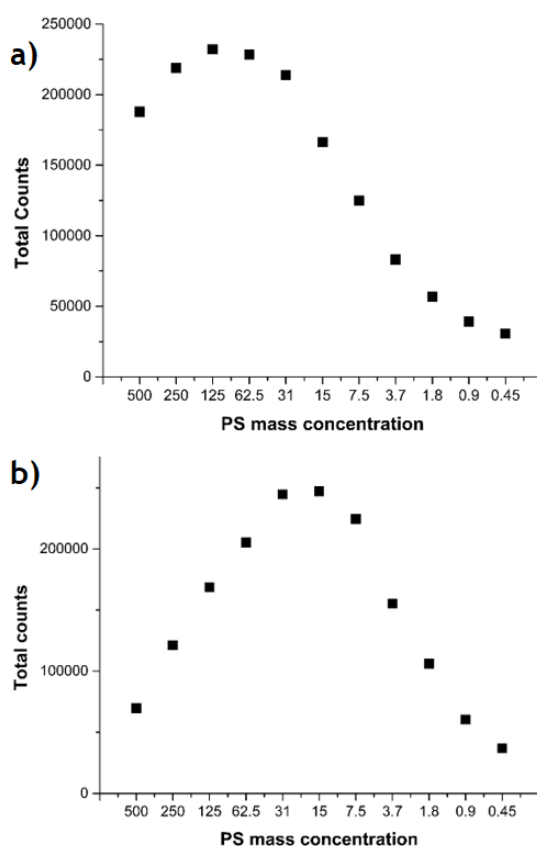 a)
250000
200000
150000
100000
50000
0
Total Counts
500 250 125 62.5 31 15 7.5 3.7 1.8 0.9 0.45
PS mass concentration
b)
200000
100000
0
Total counts
500 250 125 62.5 31 15 7.5 3.7 1.8 0.9 0.45
PS mass concentration